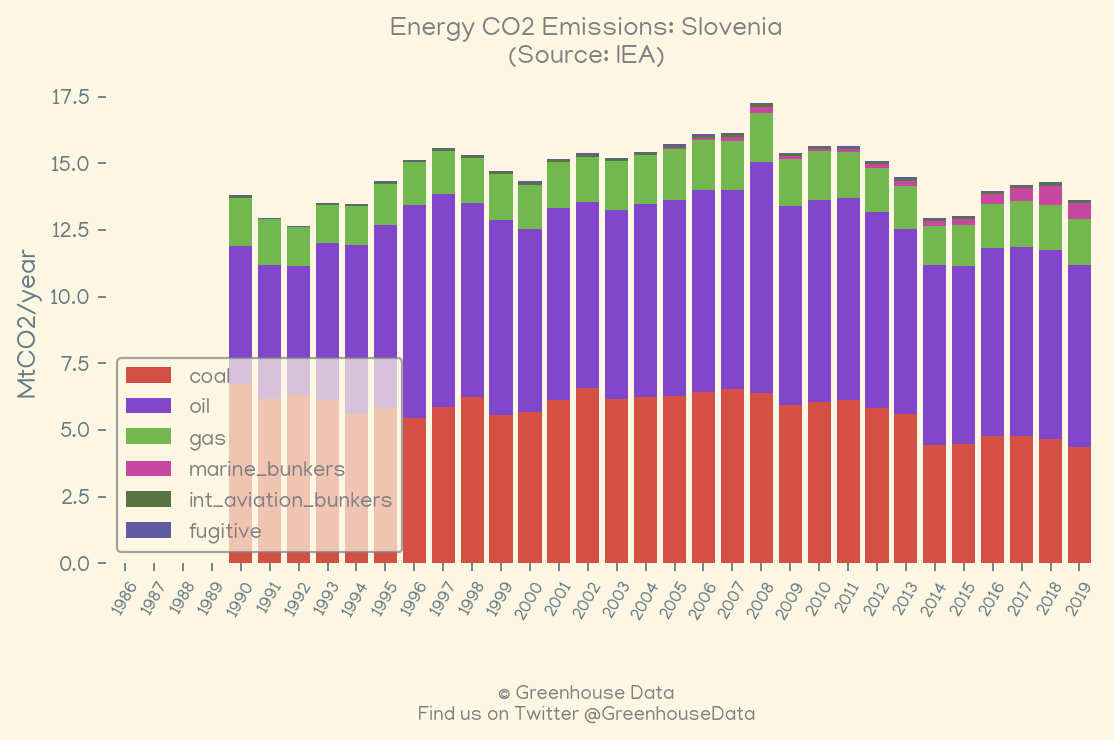 Energy CO2 Emissions: Slovenia
(Source: IEA)
MtCO2/year
17.5
15.0
12.5
10.0
7.5
5.0
2.5
0.0
coal
oil
gas
marine_bunkers
int_aviation_bunkers
fugitive
1986 1987 1988 1989 1990 1991 1992 1993 1994 1995 1996 1997 1998 1999 2000 2001 2002 2003 2004 2005 2006 2007 2008 2009 2010 2011 2012 2013 2014 2015 2016 2017 2018 2019
© Greenhouse Data
Find us on Twitter @GreenhouseData